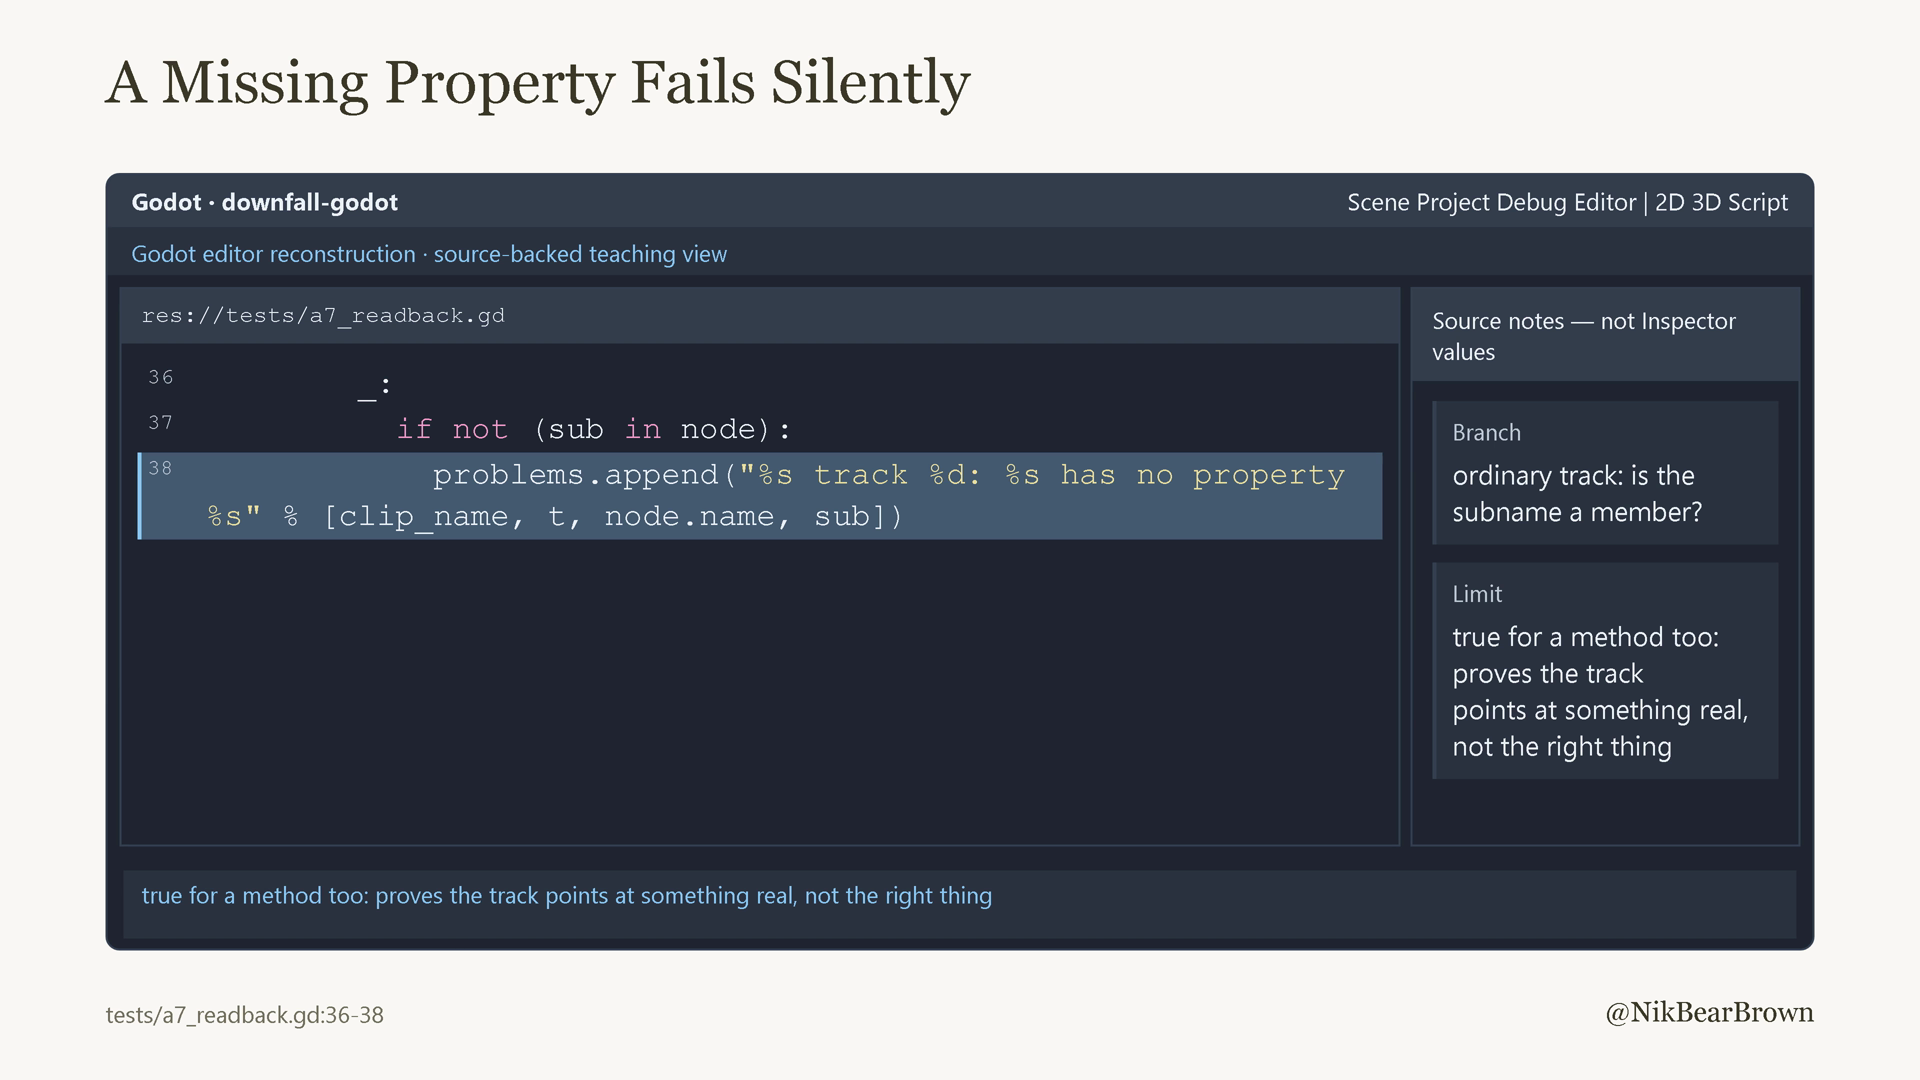 A Missing Property Fails Silently
Godot · downfall-godot
Scene Project Debug Editor | 2D 3D Script
Godot editor reconstruction · source-backed teaching view
res://tests/a7_readback.gd
36 _:
37 if not (sub in node):
38 problems.append("%s track %d: %s has no property
%s" % [clip_name, t, node.name, sub])
Source notes — not Inspector
values
Branch
ordinary track: is the
subname a member?
Limit
true for a method too:
proves the track
points at something real,
not the right thing
true for a method too: proves the track points at something real, not the right thing
tests/a7_readback.gd:36-38
@NikBearBrown